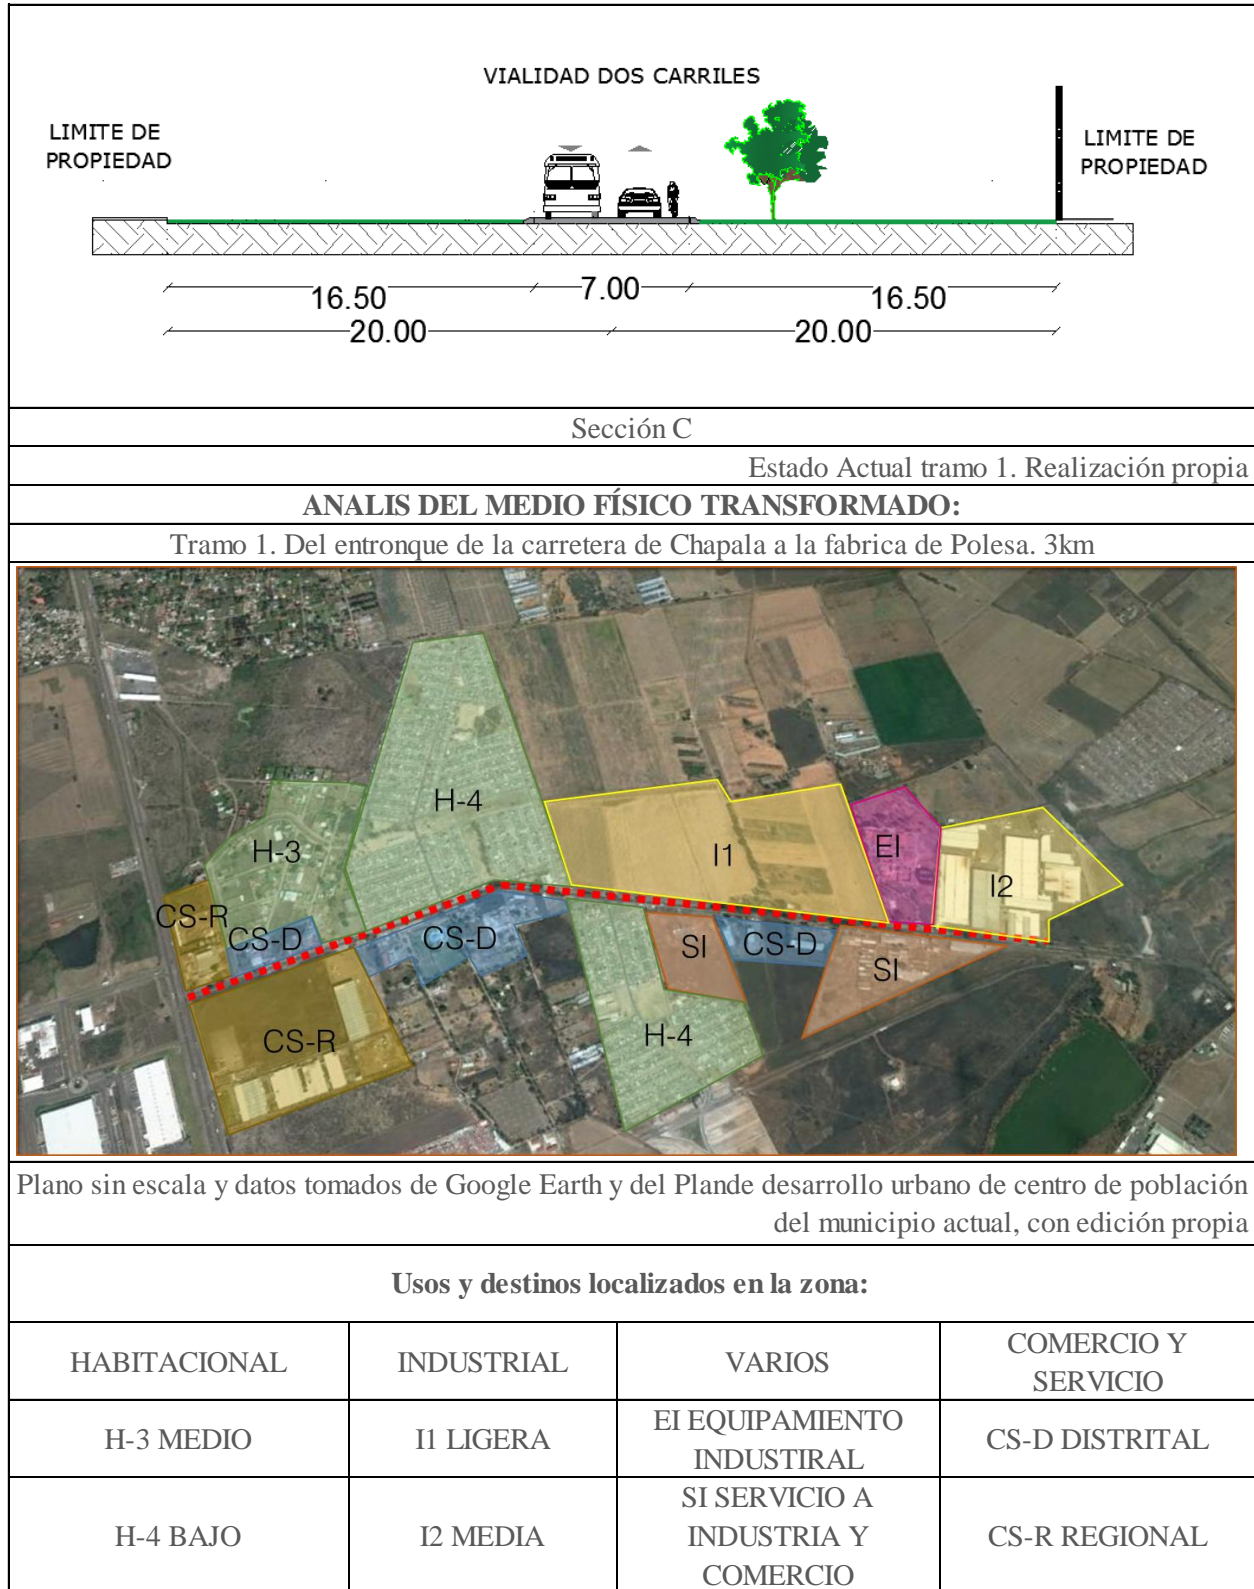 VIALIDAD DOS CARRILES
LIMITE DE
PROPIEDAD
LIMITE DE
PROPIEDAD
16.50
7.00
16.50
20.00
20.00
Sección C
Estado Actual tramo 1. Realización propia
ANALIS DEL MEDIO FÍSICO TRANSFORMADO:
Tramo 1. Del entronque de la carretera de Chapala a la fabrica de Polesa. 3km
H-4
H-3
I1
EI
I2
CS-R
CS-D
CS-D
SI
CS-D
SI
CS-R
H-4
Plano sin escala y datos tomados de Google Earth y del Plande desarrollo urbano de centro de población
del municipio actual, con edición propia
Usos y destinos localizados en la zona:
HABITACIONAL
INDUSTRIAL
VARIOS
COMERCIO Y
SERVICIO
H-3 MEDIO
I1 LIGERA
EI EQUIPAMIENTO
INDUSTIRAL
CS-D DISTRITAL
H-4 BAJO
I2 MEDIA
SI SERVICIO A
INDUSTRIA Y
COMERCIO
CS-R REGIONAL